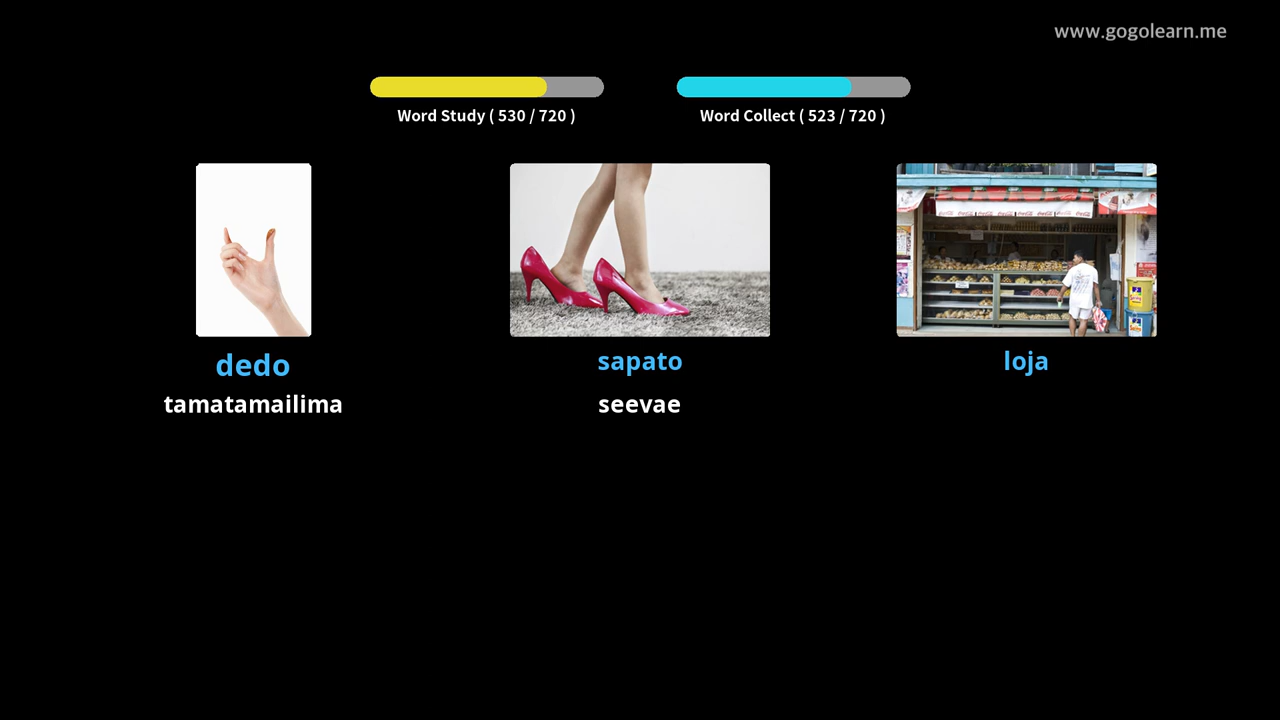 www.gogolearn.me
Word Study ( 530 / 720 )
Word Collect ( 523 / 720 )
dedo
tamatamailima
sapato
seevae
loja